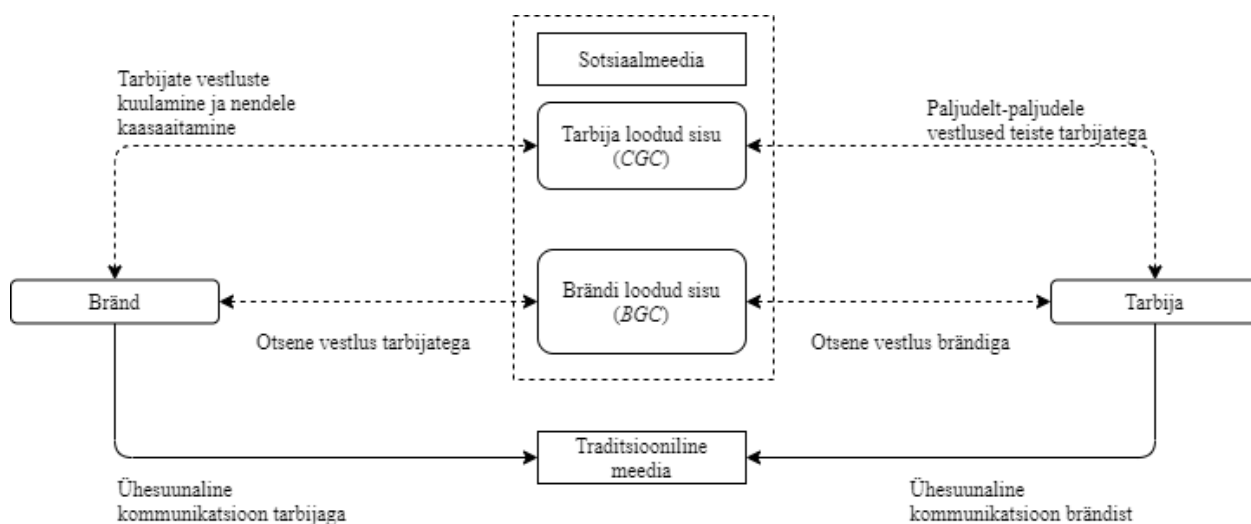 Sotsiaalmeedia
Tarbijate vestluste
kuulamine ja nendele
kaasaaitamine
Tarbija loodud sisu
(CGC)
Paljudelt-paljudele
vestlused teiste tarbijatega
Bränd
Brändi loodud sisu
(BGC)
Tarbija
Otsene vestlus tarbijatega
Otsene vestlus brändiga
Traditsiooniline
meedia
Ühesuunaline
kommunikatsioon tarbijaga
Ühesuunaline
kommunikatsioon brändist